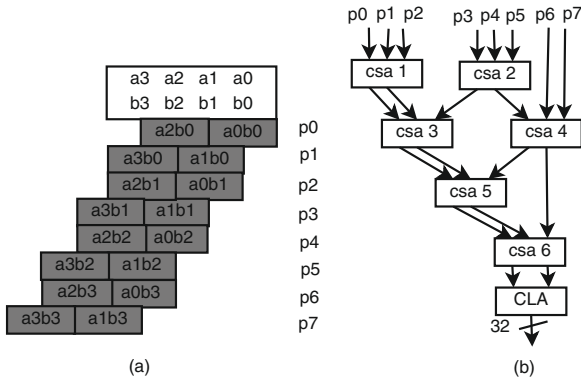 a3 a2 a1 a0
b3 b2 b1 b0
a2b0 a0b0 p0
a3b0 a1b0 p1
a2b1 a0b1 p2
a3b1 a1b1 p3
a2b2 a0b2 p4
a3b2 a1b2 p5
a2b3 a0b3 p6
a3b3 a1b3 p7
(a)
p0 p1 p2 p3 p4 p5 p6 p7
csa 1 csa 2
csa 3 csa 4
csa 5
csa 6
CLA
32
(b)